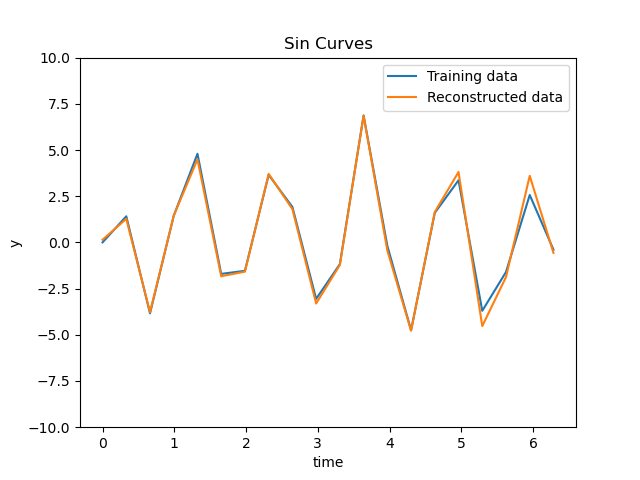 Sin Curves
Training data
Reconstructed data
10.0
7.5
5.0
2.5
0.0
−2.5
−5.0
−7.5
−10.0
y
0 1 2 3 4 5 6
time